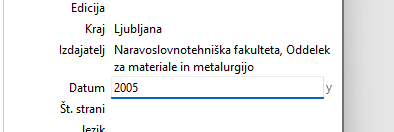 Edicija
Kraj Ljubljana
Izdajatelj Naravoslovnotehniška fakulteta, Oddelek
za materiale in metalurgijo
Datum 2005 y
Št. strani
Jezik